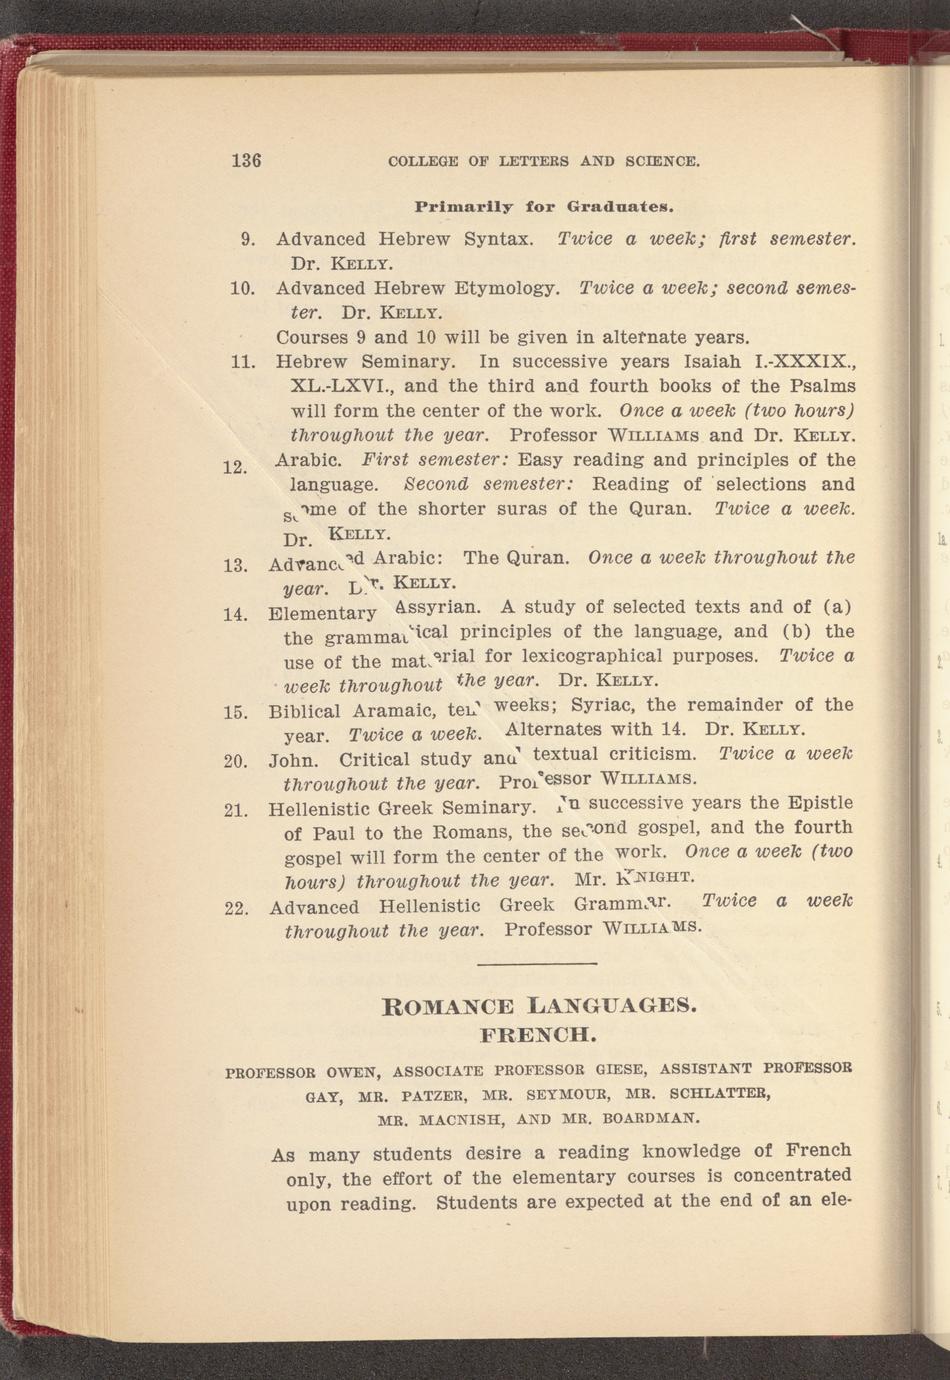 136 COLLEGE OF LETTERS AND SCIENCE.
Primarily for Graduates.
9. Advanced Hebrew Syntax. Twice a week; first semester.
Dr. KELLY.
10. Advanced Hebrew Etymology. Twice a week; second semes-
ter. Dr. KELLY.
Courses 9 and 10 will be given in alternate years.
11. Hebrew Seminary. In successive years Isaiah I.-XXXIX.,
XL.-LXVI., and the third and fourth books of the Psalms
will form the center of the work. Once a week (two hours)
throughout the year. Professor WILLIAMS and Dr. KELLY.
12. Arabic. First semester: Easy reading and principles of the
language. Second semester: Reading of selections and
some of the shorter suras of the Quran. Twice a week.
Dr. KELLY.
13. Advanced Arabic: The Quran. Once a week throughout the
year. Dr. KELLY.
14. Elementary Assyrian. A study of selected texts and of (a)
the grammatical principles of the language, and (b) the
use of the material for lexicographical purposes. Twice a
week throughout the year. Dr. KELLY.
15. Biblical Aramaic, ten weeks; Syriac, the remainder of the
year. Twice a week. Alternates with 14. Dr. KELLY.
20. John. Critical study and textual criticism. Twice a week
throughout the year. Professor WILLIAMS.
21. Hellenistic Greek Seminary. In successive years the Epistle
of Paul to the Romans, the second gospel, and the fourth
gospel will form the center of the work. Once a week (two
hours) throughout the year. Mr. KNIGHT.
22. Advanced Hellenistic Greek Grammar. Twice a week
throughout the year. Professor WILLIAMS.
ROMANCE LANGUAGES.
FRENCH.
PROFESSOR OWEN, ASSOCIATE PROFESSOR GIESE, ASSISTANT PROFESSOR
GAY, MR. PATZER, MR. SEYMOUR, MR. SCHLATTER,
MR. MACNISH, AND MR. BOARDMAN.
As many students desire a reading knowledge of French
only, the effort of the elementary courses is concentrated
upon reading. Students are expected at the end of an ele-